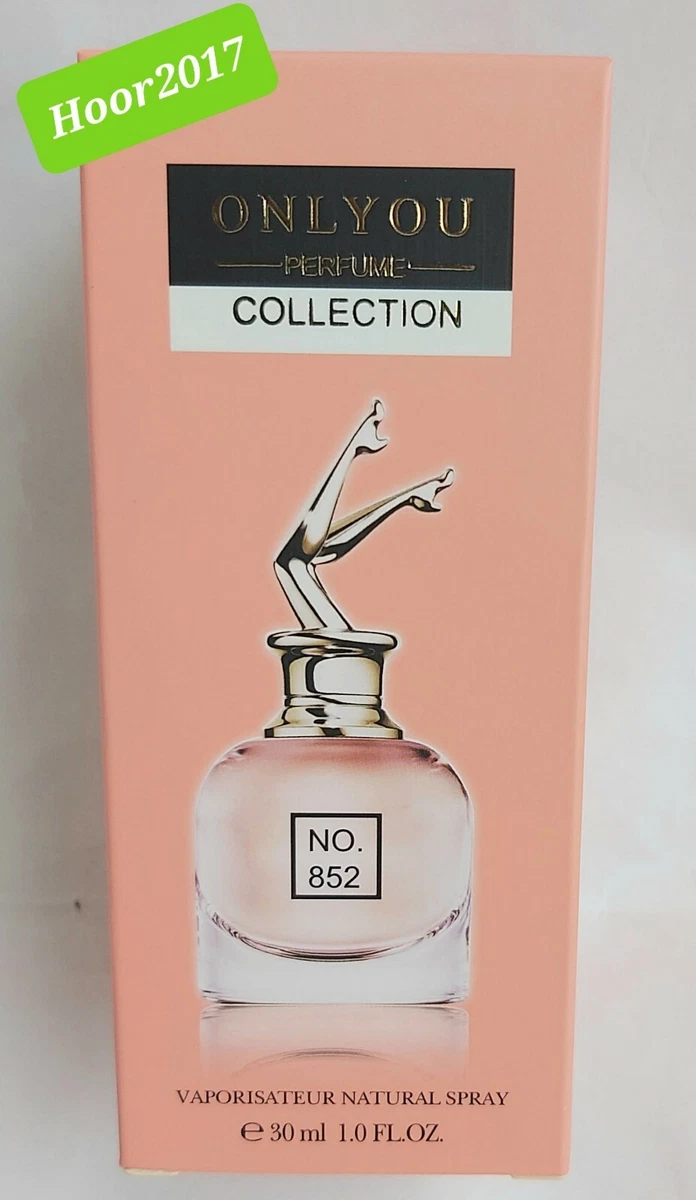 Hoor2017
ONLYOU
PERFUME
COLLECTION
NO.
852
VAPORISATEUR NATURAL SPRAY
℮ 30 ml 1.0 FL.OZ.